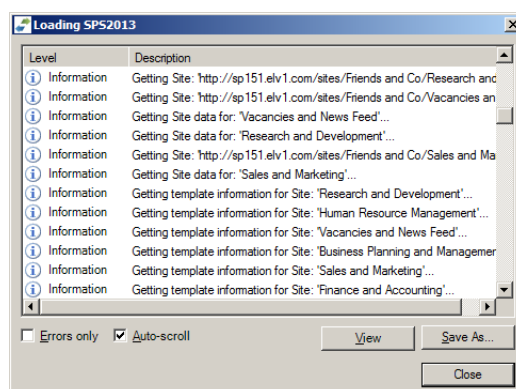 Loading SPS2013
Level Description
Information Getting Site: 'http://sp151.elv1.com/sites/Friends and Co/Research and
Information Getting Site: 'http://sp151.elv1.com/sites/Friends and Co/Vacancies an
Information Getting Site data for: 'Vacancies and News Feed'...
Information Getting Site data for: 'Research and Development'...
Information Getting Site: 'http://sp151.elv1.com/sites/Friends and Co/Sales and Ma
Information Getting Site data for: 'Sales and Marketing'...
Information Getting template information for Site: 'Research and Development'...
Information Getting template information for Site: 'Human Resource Management'...
Information Getting template information for Site: 'Vacancies and News Feed'...
Information Getting template information for Site: 'Business Planning and Managemer
Information Getting template information for Site: 'Sales and Marketing'...
Information Getting template information for Site: 'Finance and Accounting'...
Errors only Auto-scroll View Save As...
Close